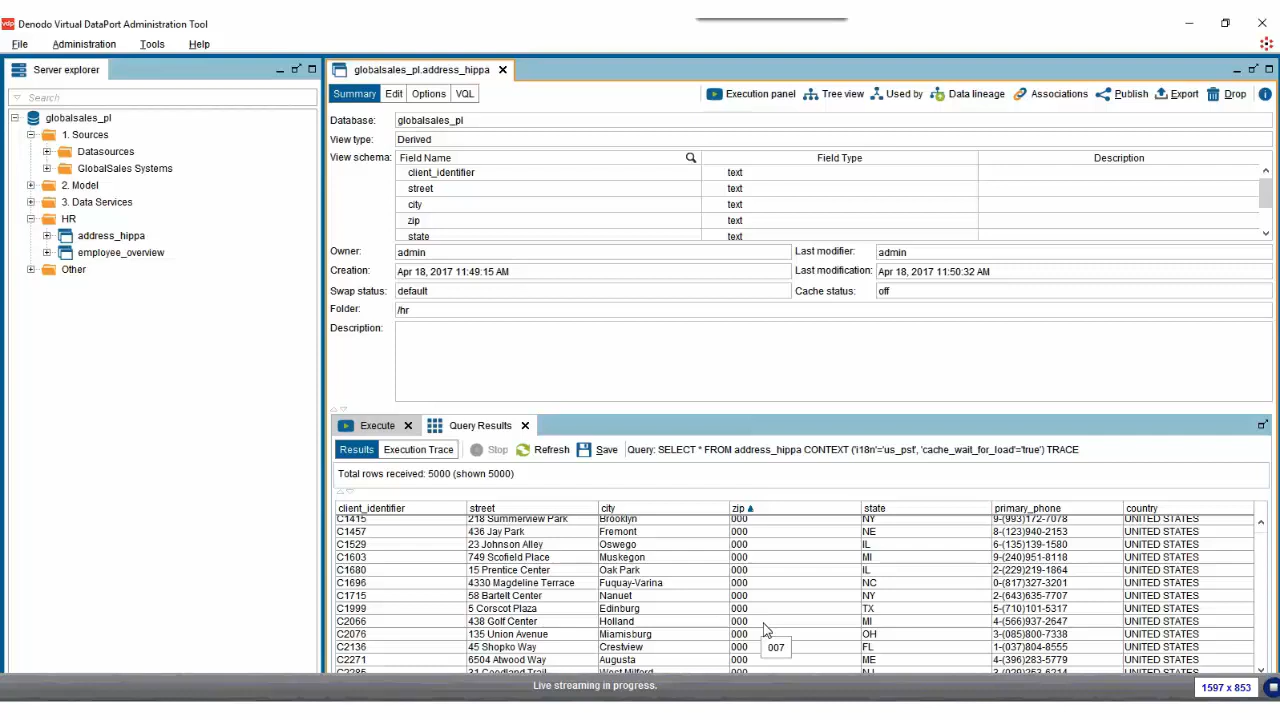 vdp Denodo Virtual DataPort Administration Tool
File Administration Tools Help
Server explorer
Search
globalsales_pl
1. Sources
Datasources
GlobalSales Systems
2. Model
3. Data Services
HR
address_hippa
employee_overview
Other
globalsales_pl.address_hippa
Summary Edit Options VQL Execution panel Tree view Used by Data lineage Associations Publish Export Drop
Database: globalsales_pl
View type: Derived
View schema: Field Name Field Type Description
client_identifier text
street text
city text
zip text
state text
Owner: admin Last modifier: admin
Creation: Apr 18, 2017 11:49:15 AM Last modification: Apr 18, 2017 11:50:32 AM
Swap status: default Cache status: off
Folder: /hr
Description:
Execute Query Results
Results Execution Trace Stop Refresh Save Query: SELECT * FROM address_hippa CONTEXT ('i18n'='us_pst', 'cache_wait_for_load'='true') TRACE
Total rows received: 5000 (shown 5000)
client_identifier street city zip state primary_phone country
C1415 218 Summerview Park Brooklyn 000 NY 9-(993)172-7078 UNITED STATES
C1457 436 Jay Park Fremont 000 NE 8-(123)940-2153 UNITED STATES
C1529 23 Johnson Alley Oswego 000 IL 6-(135)139-1580 UNITED STATES
C1603 749 Scofield Place Muskegon 000 MI 9-(240)951-8118 UNITED STATES
C1680 15 Prentice Center Oak Park 000 IL 2-(229)219-1864 UNITED STATES
C1696 4330 Magdeline Terrace Fuquay-Varina 000 NC 0-(817)327-3201 UNITED STATES
C1715 58 Bartelt Center Nanuet 000 NY 2-(643)635-7707 UNITED STATES
C1999 5 Corscot Plaza Edinburg 000 TX 5-(710)101-5317 UNITED STATES
C2066 438 Golf Center Holland 000 MI 4-(566)937-2647 UNITED STATES
C2076 135 Union Avenue Miamisburg 000 OH 3-(085)800-7338 UNITED STATES
C2136 45 Shopko Way Crestview 000 FL 1-(037)804-8555 UNITED STATES
007
C2271 6504 Atwood Way Augusta 000 ME 4-(396)283-5779 UNITED STATES
Live streaming in progress.
1597 x 853